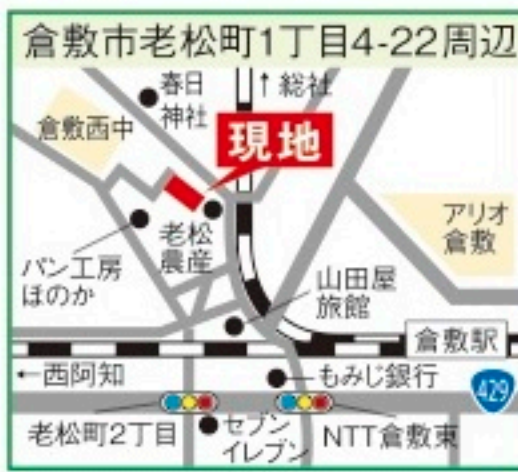 倉敷市老松町1丁目4-22周辺
春日
神社
↑総社
倉敷西中
現地
老松
農産
アリオ
倉敷
パン工房
ほのか
山田屋
旅館
倉敷駅
←西阿知
もみじ銀行
429
老松町2丁目
セブン
イレブン
NTT倉敷東